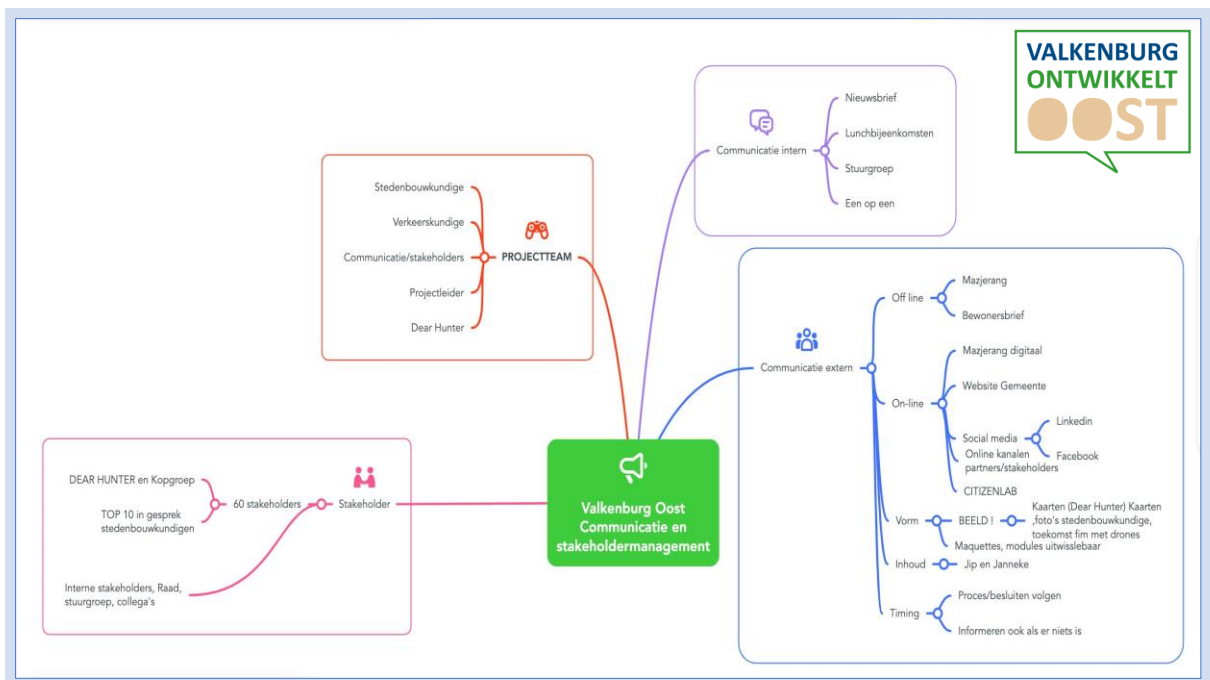 VALKENBURG
ONTWIKKELT
OOST
Nieuwsbrief
Lunchbijeenkomsten
Communicatie intern
Stuurgroep
Een op een
Stedenbouwkundige
Verkeerskundige
Communicatie/stakeholders
PROJECTTEAM
Projectleider
Dear Hunter
Mazjerang
Off line
Bewonersbrief
Communicatie extern
Mazjerang digitaal
Website Gemeente
On-line
Linkedin
Social media
Facebook
Online kanalen
partners/stakeholders
CITIZENLAB
Vorm
BEELD !
Kaarten (Dear Hunter) Kaarten
,foto's stedenbouwkundige,
toekomst fim met drones
Maquettes, modules uitwisslebaar
Inhoud
Jip en Janneke
Proces/besluiten volgen
Timing
Informeren ook als er niets is
Valkenburg Oost
Communicatie en
stakeholdermanagement
DEAR HUNTER en Kopgroep
60 stakeholders
Stakeholder
TOP 10 in gesprek
stedenbouwkundigen
Interne stakeholders, Raad,
stuurgroep, collega's